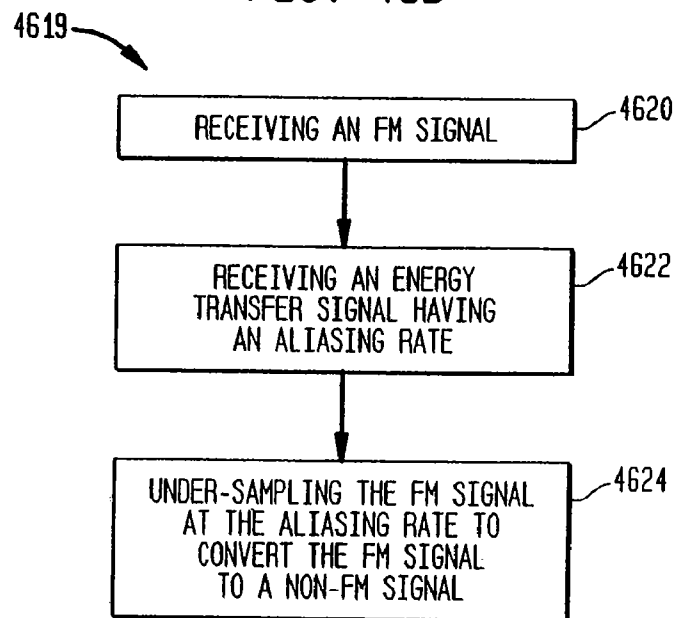 4619
RECEIVING AN FM SIGNAL
4620
RECEIVING AN ENERGY
TRANSFER SIGNAL HAVING
AN ALIASING RATE
4622
UNDER-SAMPLING THE FM SIGNAL
AT THE ALIASING RATE TO
CONVERT THE FM SIGNAL
TO A NON-FM SIGNAL
4624